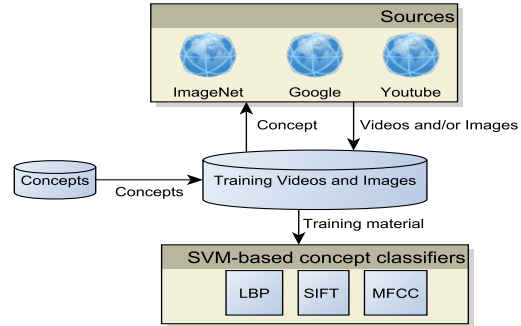 Sources
ImageNet Google Youtube
Concept Videos and/or Images
Concepts
Concepts
Training Videos and Images
Training material
SVM-based concept classifiers
LBP SIFT MFCC